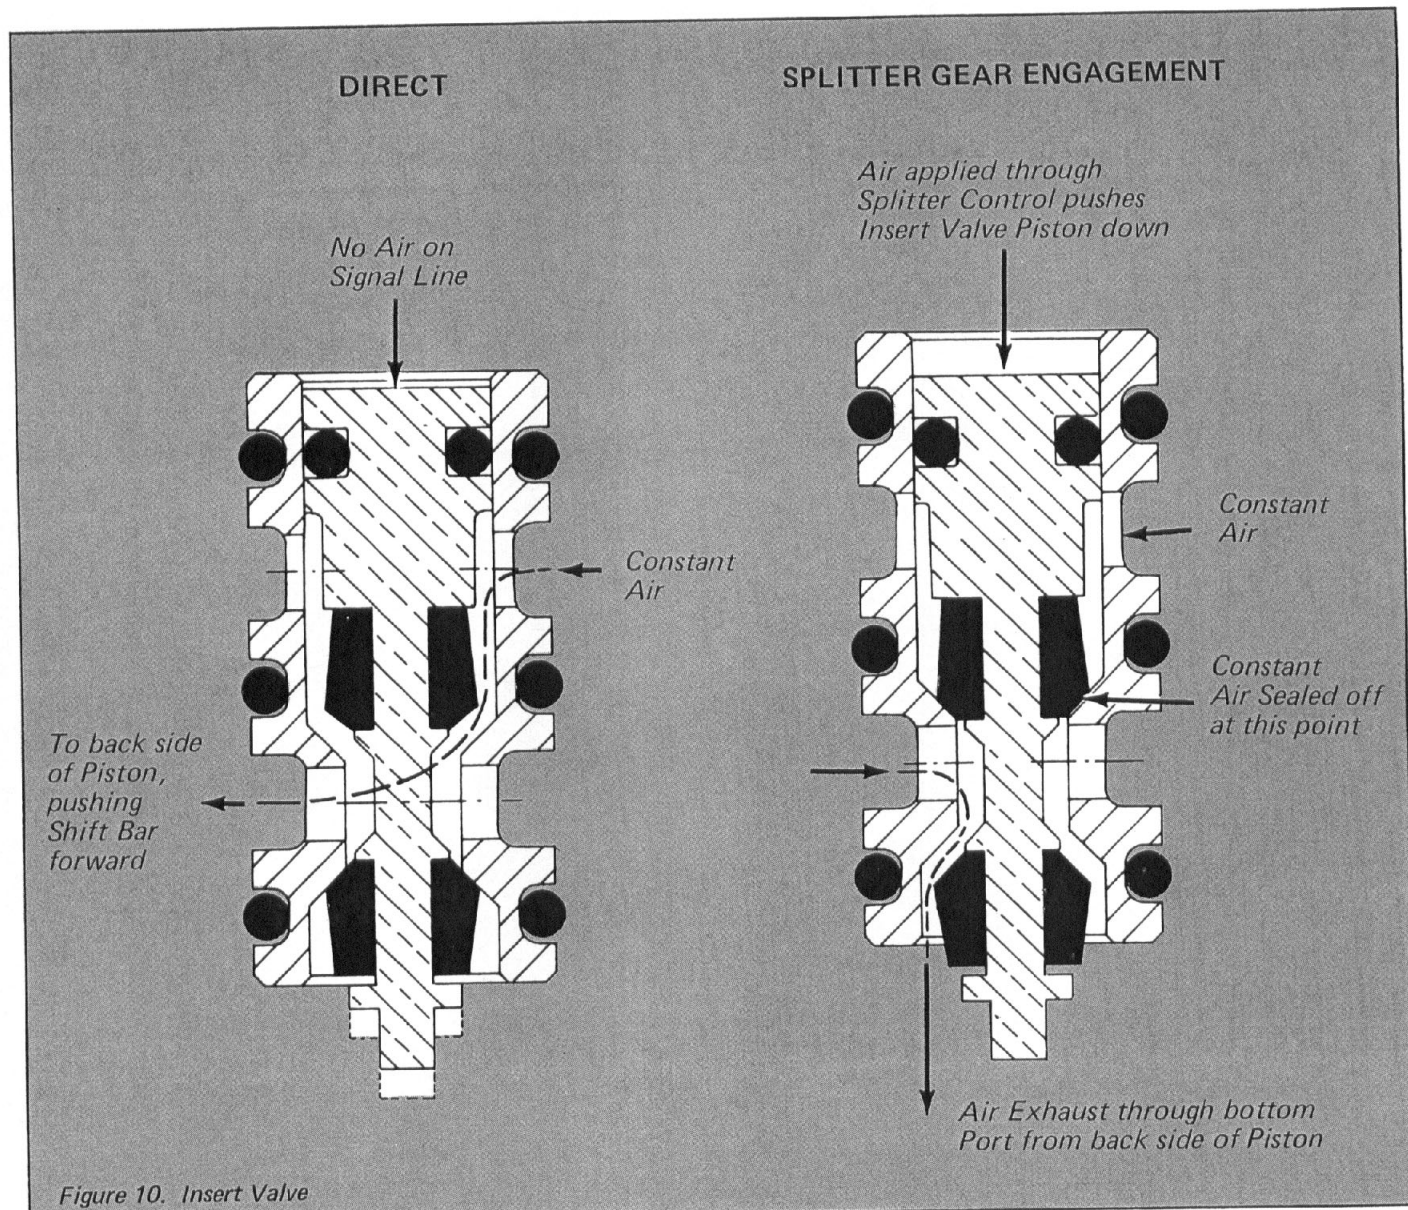 DIRECT
SPLITTER GEAR ENGAGEMENT
No Air on
Signal Line
Air applied through
Splitter Control pushes
Insert Valve Piston down
Constant
Air
Constant
Air
To back side
of Piston,
pushing
Shift Bar
forward
Constant
Air Sealed off
at this point
Air Exhaust through bottom
Port from back side of Piston
Figure 10. Insert Valve